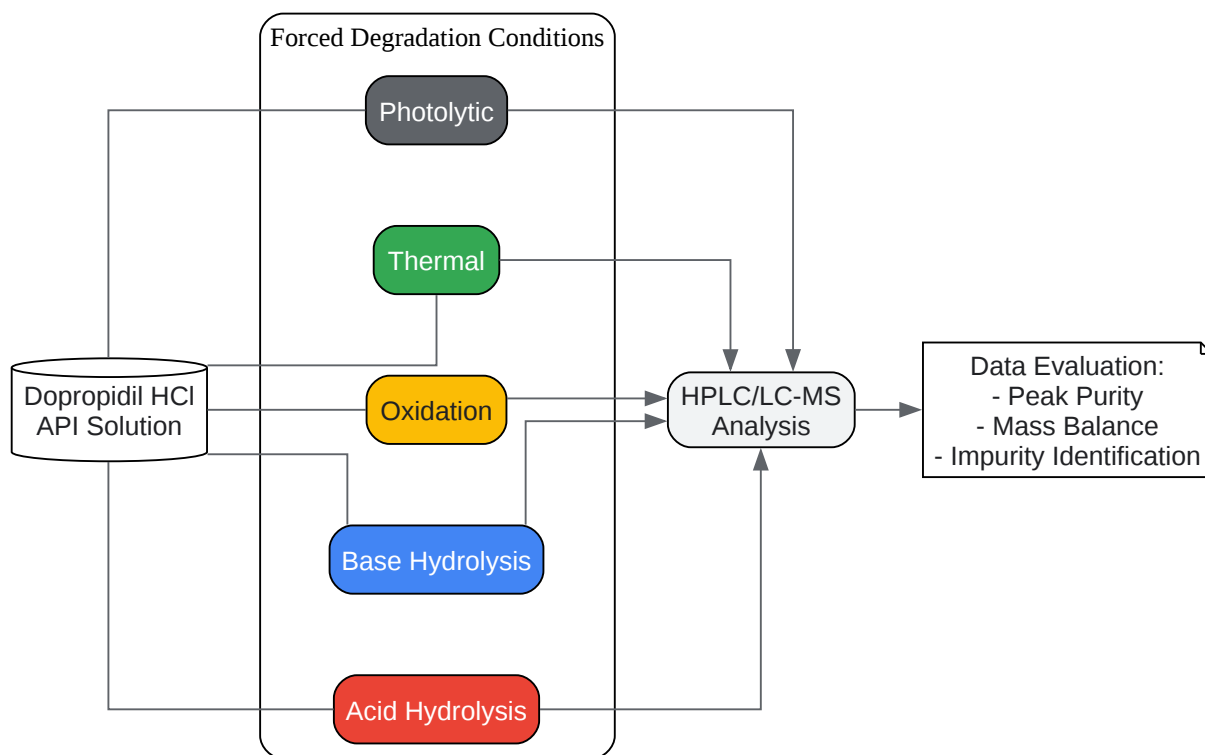 Forced Degradation Conditions
Photolytic
Thermal
Dopropidil HCl
API Solution
Oxidation
HPLC/LC-MS
Analysis
Data Evaluation:
- Peak Purity
- Mass Balance
- Impurity Identification
Base Hydrolysis
Acid Hydrolysis